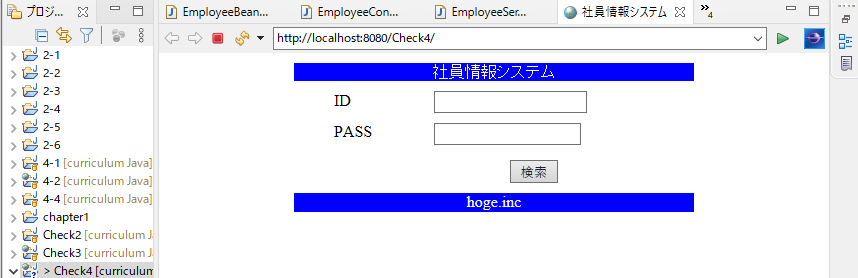 プロジ...
EmployeeBean...
EmployeeCon...
EmployeeSer...
社員情報システム
4
http://localhost:8080/Check4/
2-1
2-2
2-3
2-4
2-5
2-6
4-1 [curriculum Java]
4-2 [curriculum Java]
4-4 [curriculum Java]
chapter1
Check2 [curriculum Java]
Check3 [curriculum Java]
> Check4 [curriculum
社員情報システム
ID
PASS
検索
hoge.inc